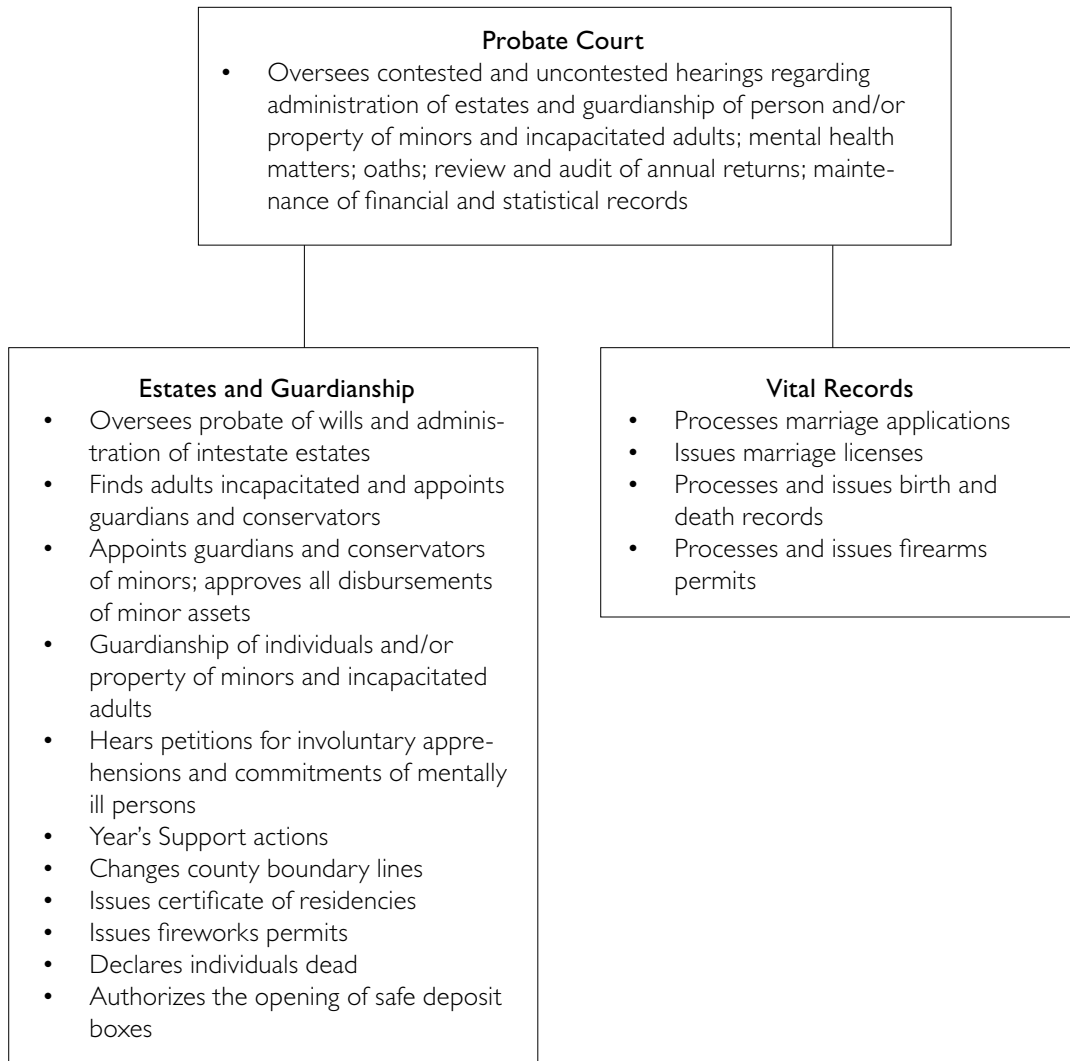 Probate Court
• Oversees contested and uncontested hearings regarding
administration of estates and guardianship of person and/or
property of minors and incapacitated adults; mental health
matters; oaths; review and audit of annual returns; mainte-
nance of financial and statistical records
Estates and Guardianship
• Oversees probate of wills and adminis-
tration of intestate estates
• Finds adults incapacitated and appoints
guardians and conservators
• Appoints guardians and conservators
of minors; approves all disbursements
of minor assets
• Guardianship of individuals and/or
property of minors and incapacitated
adults
• Hears petitions for involuntary appre-
hensions and commitments of mentally
ill persons
• Year's Support actions
• Changes county boundary lines
• Issues certificate of residencies
• Issues fireworks permits
• Declares individuals dead
• Authorizes the opening of safe deposit
boxes
Vital Records
• Processes marriage applications
• Issues marriage licenses
• Processes and issues birth and
death records
• Processes and issues firearms
permits